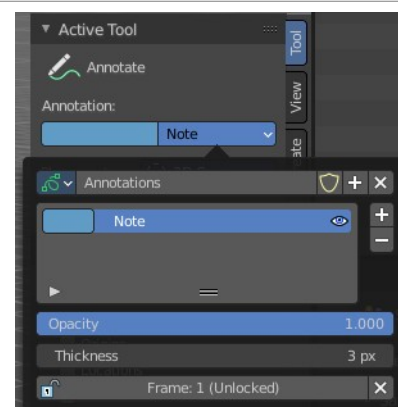 Active Tool
Tool
Annotate
View
Annotation:
Note
Annotations
Note
Opacity 1.000
Thickness 3 px
Frame: 1 (Unlocked)